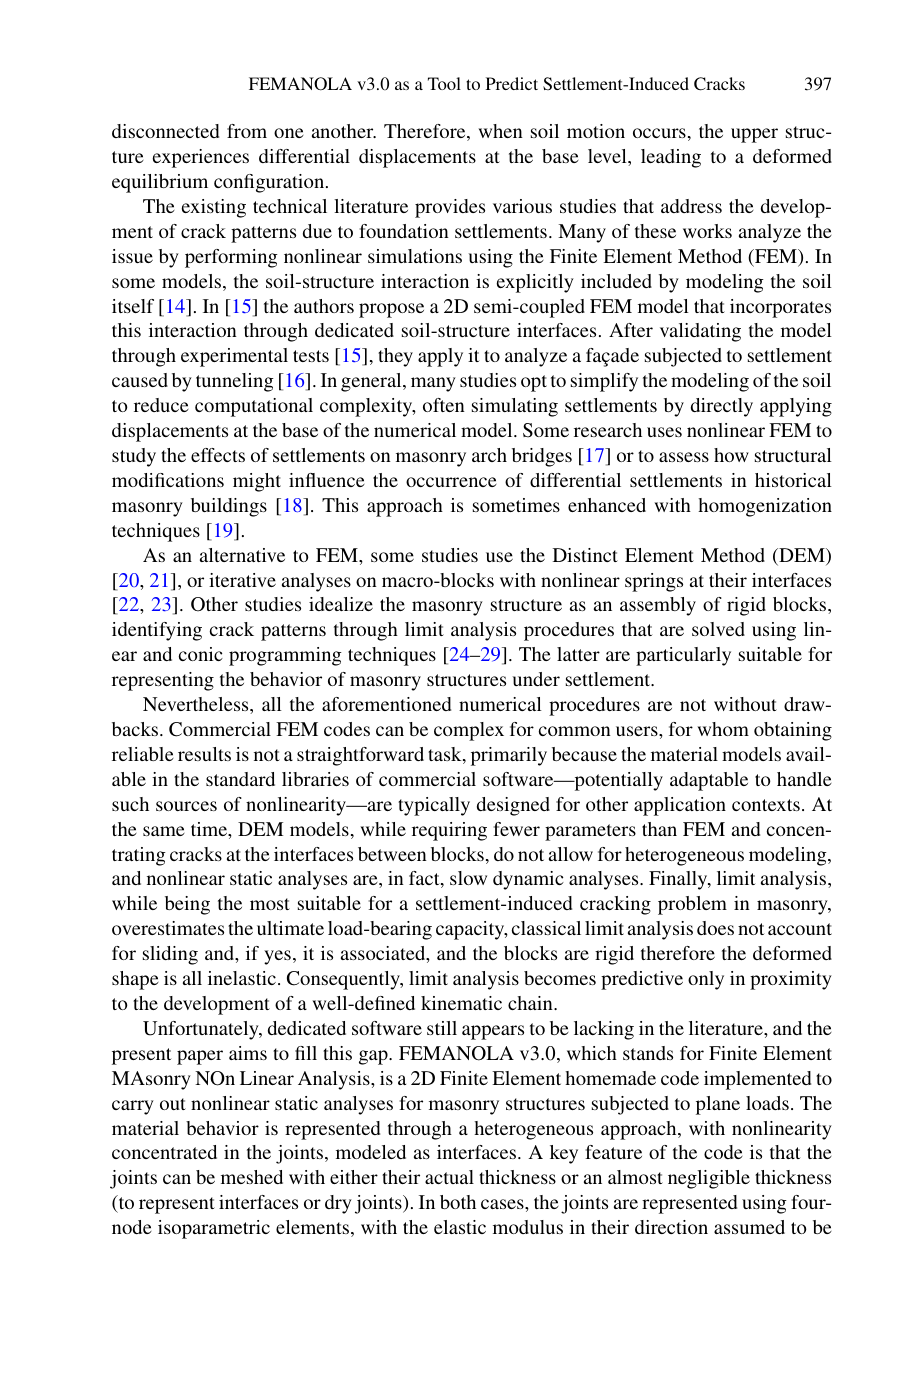 FEMANOLA v3.0 as a Tool to Predict Settlement-Induced Cracks 397
disconnected from one another. Therefore, when soil motion occurs, the upper struc-
ture experiences differential displacements at the base level, leading to a deformed
equilibrium configuration.
The existing technical literature provides various studies that address the develop-
ment of crack patterns due to foundation settlements. Many of these works analyze the
issue by performing nonlinear simulations using the Finite Element Method (FEM). In
some models, the soil-structure interaction is explicitly included by modeling the soil
itself [14]. In [15] the authors propose a 2D semi-coupled FEM model that incorporates
this interaction through dedicated soil-structure interfaces. After validating the model
through experimental tests [15], they apply it to analyze a façade subjected to settlement
caused by tunneling [16]. In general, many studies opt to simplify the modeling of the soil
to reduce computational complexity, often simulating settlements by directly applying
displacements at the base of the numerical model. Some research uses nonlinear FEM to
study the effects of settlements on masonry arch bridges [17] or to assess how structural
modifications might influence the occurrence of differential settlements in historical
masonry buildings [18]. This approach is sometimes enhanced with homogenization
techniques [19].
As an alternative to FEM, some studies use the Distinct Element Method (DEM)
[20, 21], or iterative analyses on macro-blocks with nonlinear springs at their interfaces
[22, 23]. Other studies idealize the masonry structure as an assembly of rigid blocks,
identifying crack patterns through limit analysis procedures that are solved using lin-
ear and conic programming techniques [24–29]. The latter are particularly suitable for
representing the behavior of masonry structures under settlement.
Nevertheless, all the aforementioned numerical procedures are not without draw-
backs. Commercial FEM codes can be complex for common users, for whom obtaining
reliable results is not a straightforward task, primarily because the material models avail-
able in the standard libraries of commercial software—potentially adaptable to handle
such sources of nonlinearity—are typically designed for other application contexts. At
the same time, DEM models, while requiring fewer parameters than FEM and concen-
trating cracks at the interfaces between blocks, do not allow for heterogeneous modeling,
and nonlinear static analyses are, in fact, slow dynamic analyses. Finally, limit analysis,
while being the most suitable for a settlement-induced cracking problem in masonry,
overestimates the ultimate load-bearing capacity, classical limit analysis does not account
for sliding and, if yes, it is associated, and the blocks are rigid therefore the deformed
shape is all inelastic. Consequently, limit analysis becomes predictive only in proximity
to the development of a well-defined kinematic chain.
Unfortunately, dedicated software still appears to be lacking in the literature, and the
present paper aims to fill this gap. FEMANOLA v3.0, which stands for Finite Element
MAsonry NOn Linear Analysis, is a 2D Finite Element homemade code implemented to
carry out nonlinear static analyses for masonry structures subjected to plane loads. The
material behavior is represented through a heterogeneous approach, with nonlinearity
concentrated in the joints, modeled as interfaces. A key feature of the code is that the
joints can be meshed with either their actual thickness or an almost negligible thickness
(to represent interfaces or dry joints). In both cases, the joints are represented using four-
node isoparametric elements, with the elastic modulus in their direction assumed to be